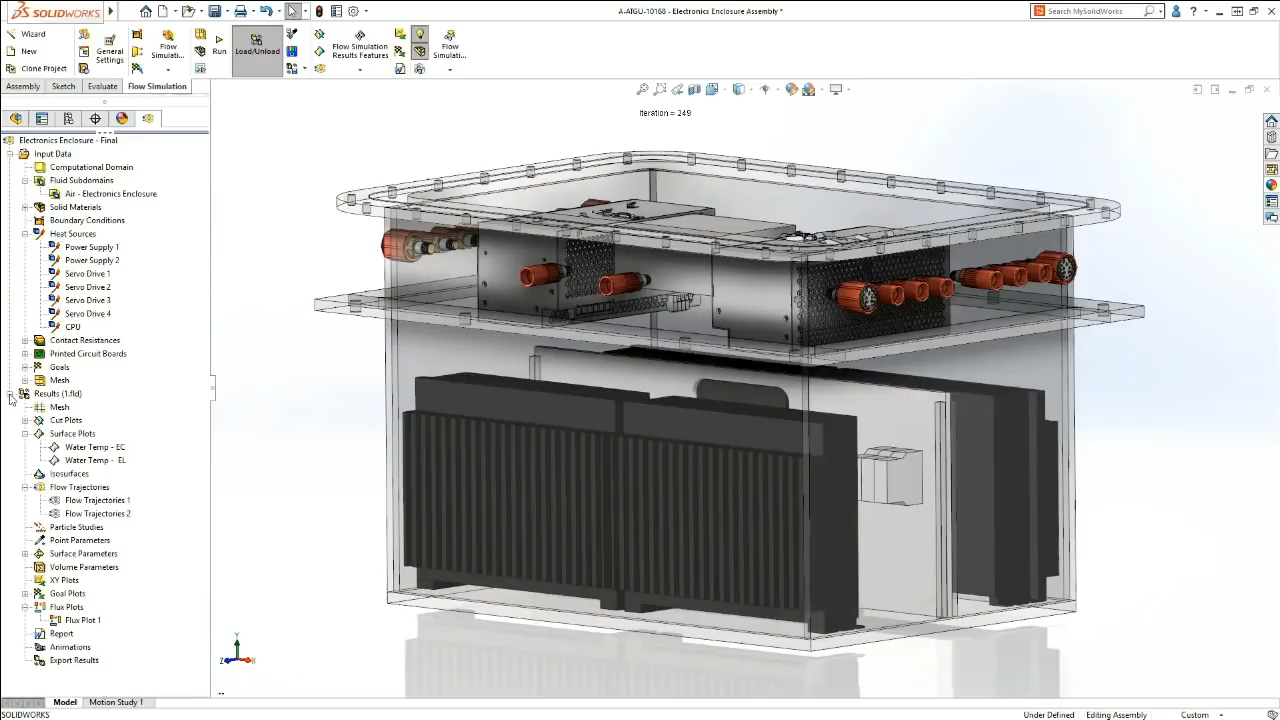 SOLIDWORKS
A-ATGU-10168 - Electronics Enclosure Assembly *
Search MySolidWorks
Wizard
New
Clone Project
General Settings
Flow Simulati...
Run
Load/Unload
Flow Simulation Results Features
Flow Simulati...
Assembly
Sketch
Evaluate
Flow Simulation
Iteration = 249
Electronics Enclosure - Final
Input Data
Computational Domain
Fluid Subdomains
Air - Electronics Enclosure
Solid Materials
Boundary Conditions
Heat Sources
Power Supply 1
Power Supply 2
Servo Drive 1
Servo Drive 2
Servo Drive 3
Servo Drive 4
CPU
Contact Resistances
Printed Circuit Boards
Goals
Mesh
Results (1.fld)
Mesh
Cut Plots
Surface Plots
Water Temp - EC
Water Temp - EL
Isosurfaces
Flow Trajectories
Flow Trajectories 1
Flow Trajectories 2
Particle Studies
Point Parameters
Surface Parameters
Volume Parameters
XY Plots
Goal Plots
Flux Plots
Flux Plot 1
Report
Animations
Export Results
Y
Z
X
Model
Motion Study 1
SOLIDWORKS
Under Defined
Editing Assembly
Custom